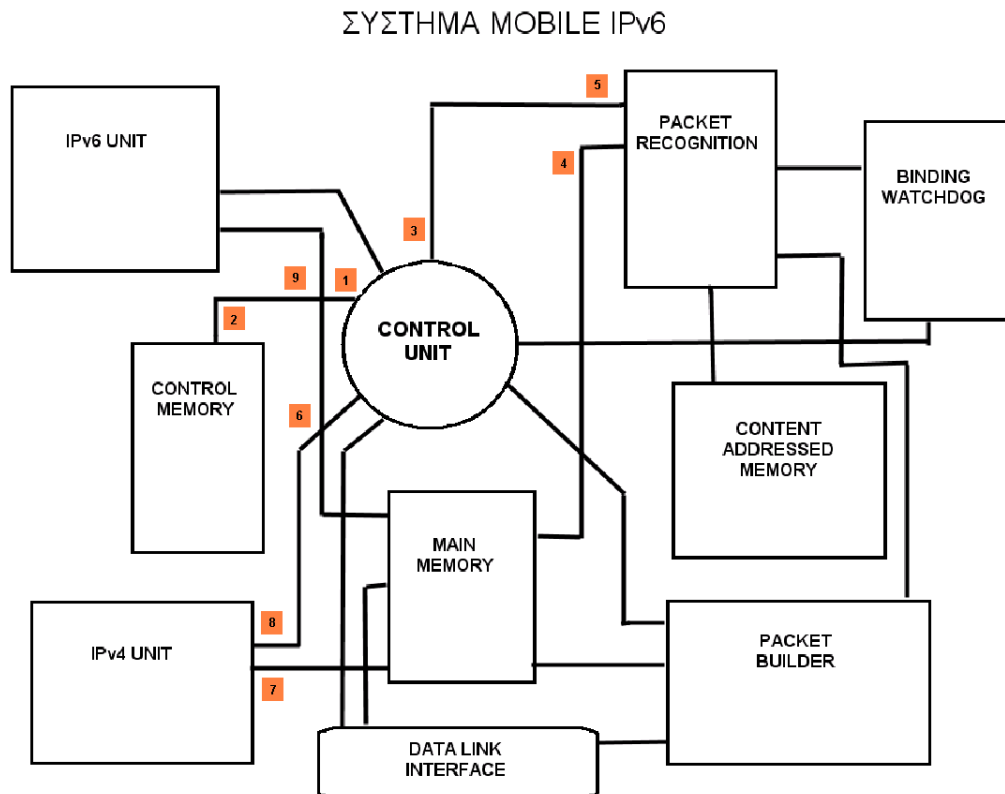 ΣΥΣΤΗΜΑ MOBILE IPv6
5
IPv6 UNIT
PACKET
RECOGNITION
4
BINDING
WATCHDOG
3
9
1
2
CONTROL
UNIT
CONTROL
MEMORY
6
CONTENT
ADDRESSED
MEMORY
MAIN
MEMORY
8
IPv4 UNIT
7
PACKET
BUILDER
DATA LINK
INTERFACE